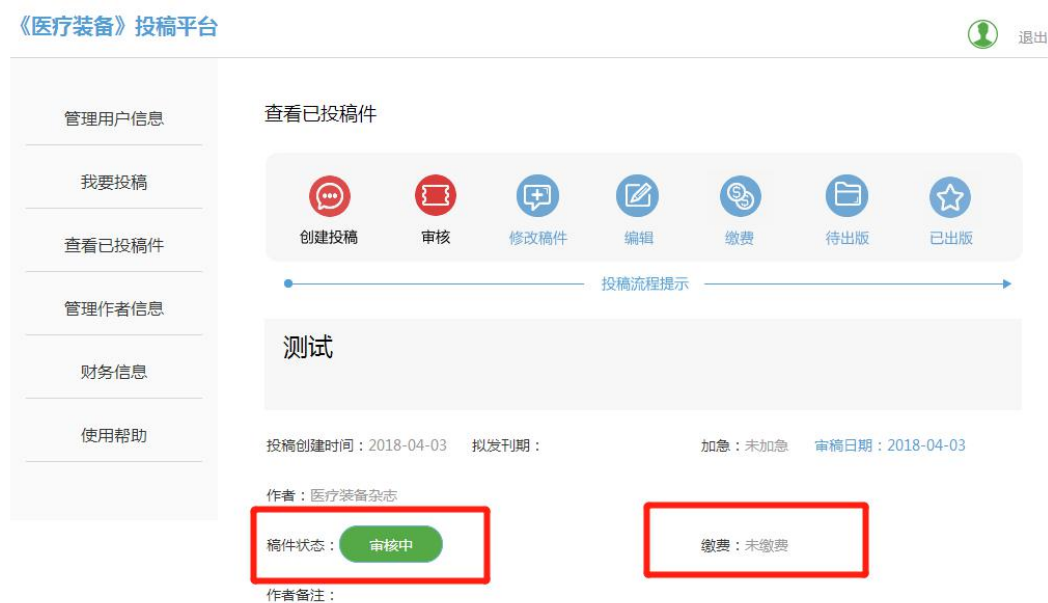 《医疗装备》投稿平台
退出
管理用户信息
我要投稿
查看已投稿件
管理作者信息
财务信息
使用帮助
查看已投稿件
创建投稿 审核 修改稿件 编辑 缴费 待出版 已出版
投稿流程提示
测试
投稿创建时间：2018-04-03 拟发刊期： 加急：未加急 审稿日期：2018-04-03
作者：医疗装备杂志
稿件状态： 审核中 缴费：未缴费
作者备注：